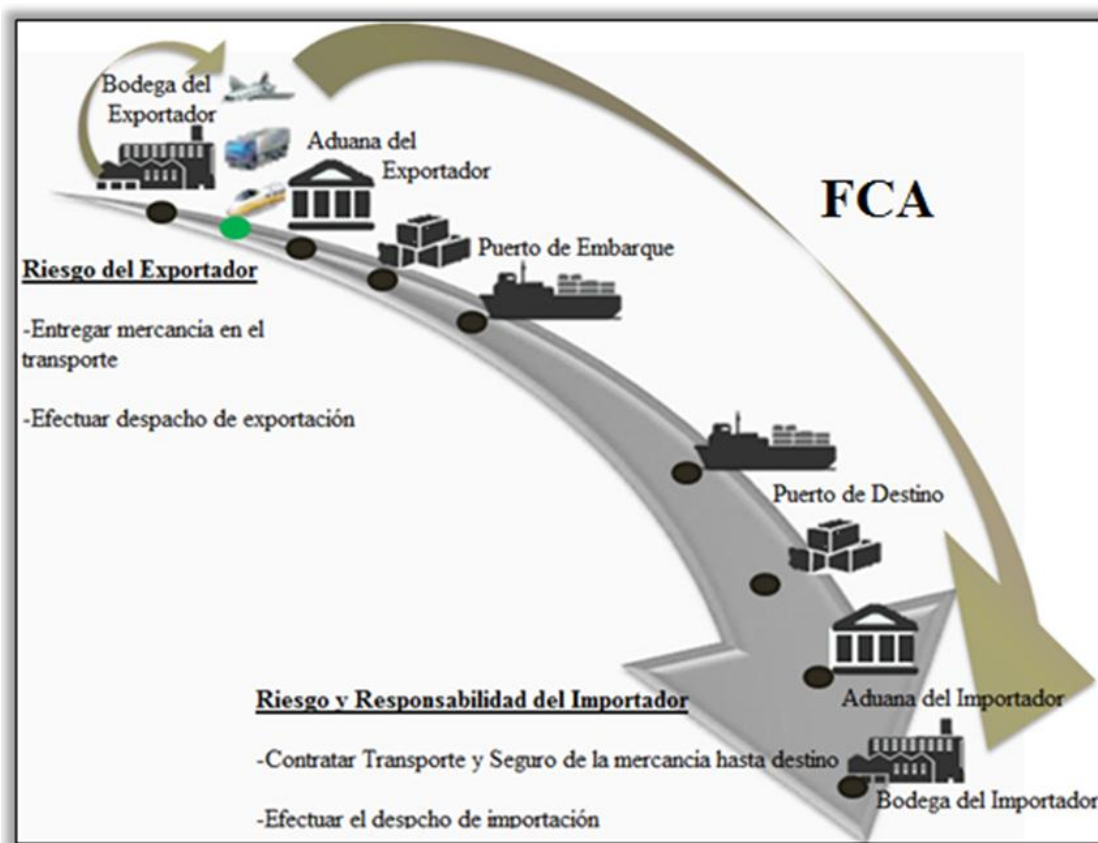 Bodega del
Exportador
Aduana del
Exportador
FCA
Puerto de Embarque
Riesgo del Exportador
-Entregar mercancia en el
transporte
-Efectuar despacho de exportación
Puerto de Destino
Riesgo y Responsabilidad del Importador
Aduana del Importador
-Contratar Transporte y Seguro de la mercancia hasta destino
Bodega del Importador
-Efectuar el despcho de importación